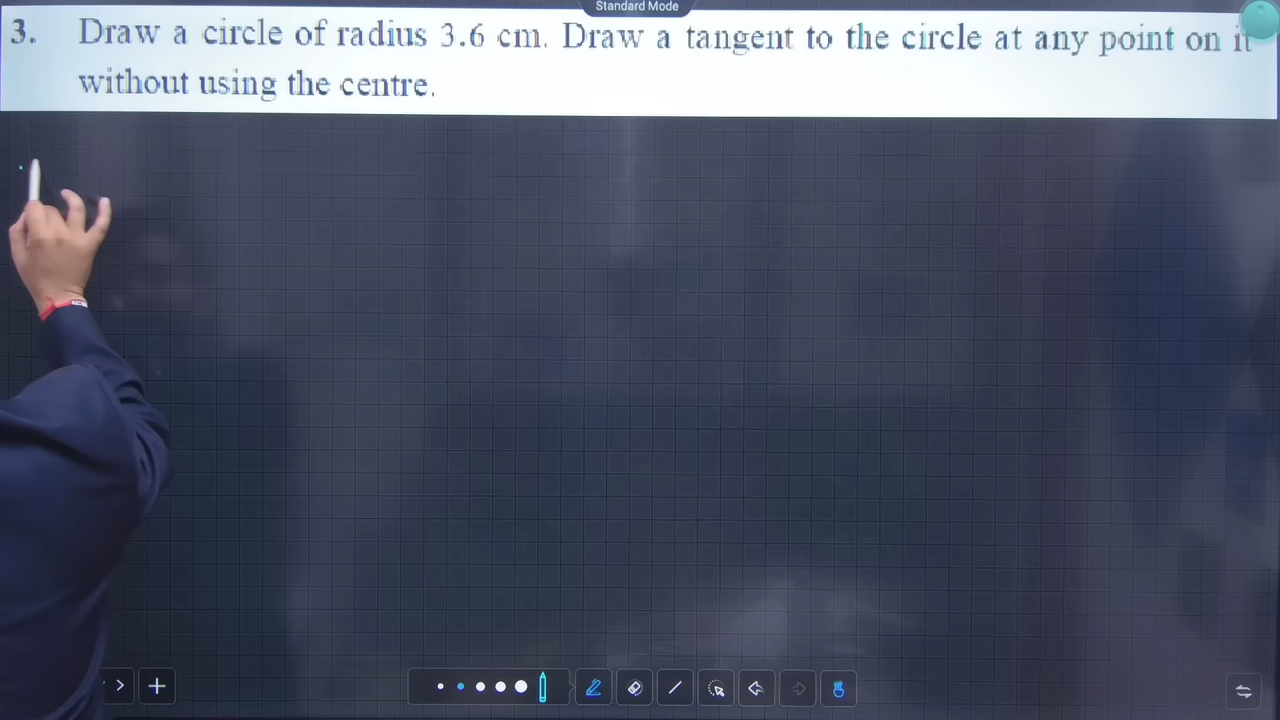 Standard Mode
3. Draw a circle of radius 3.6 cm. Draw a tangent to the circle at any point on it
without using the centre.